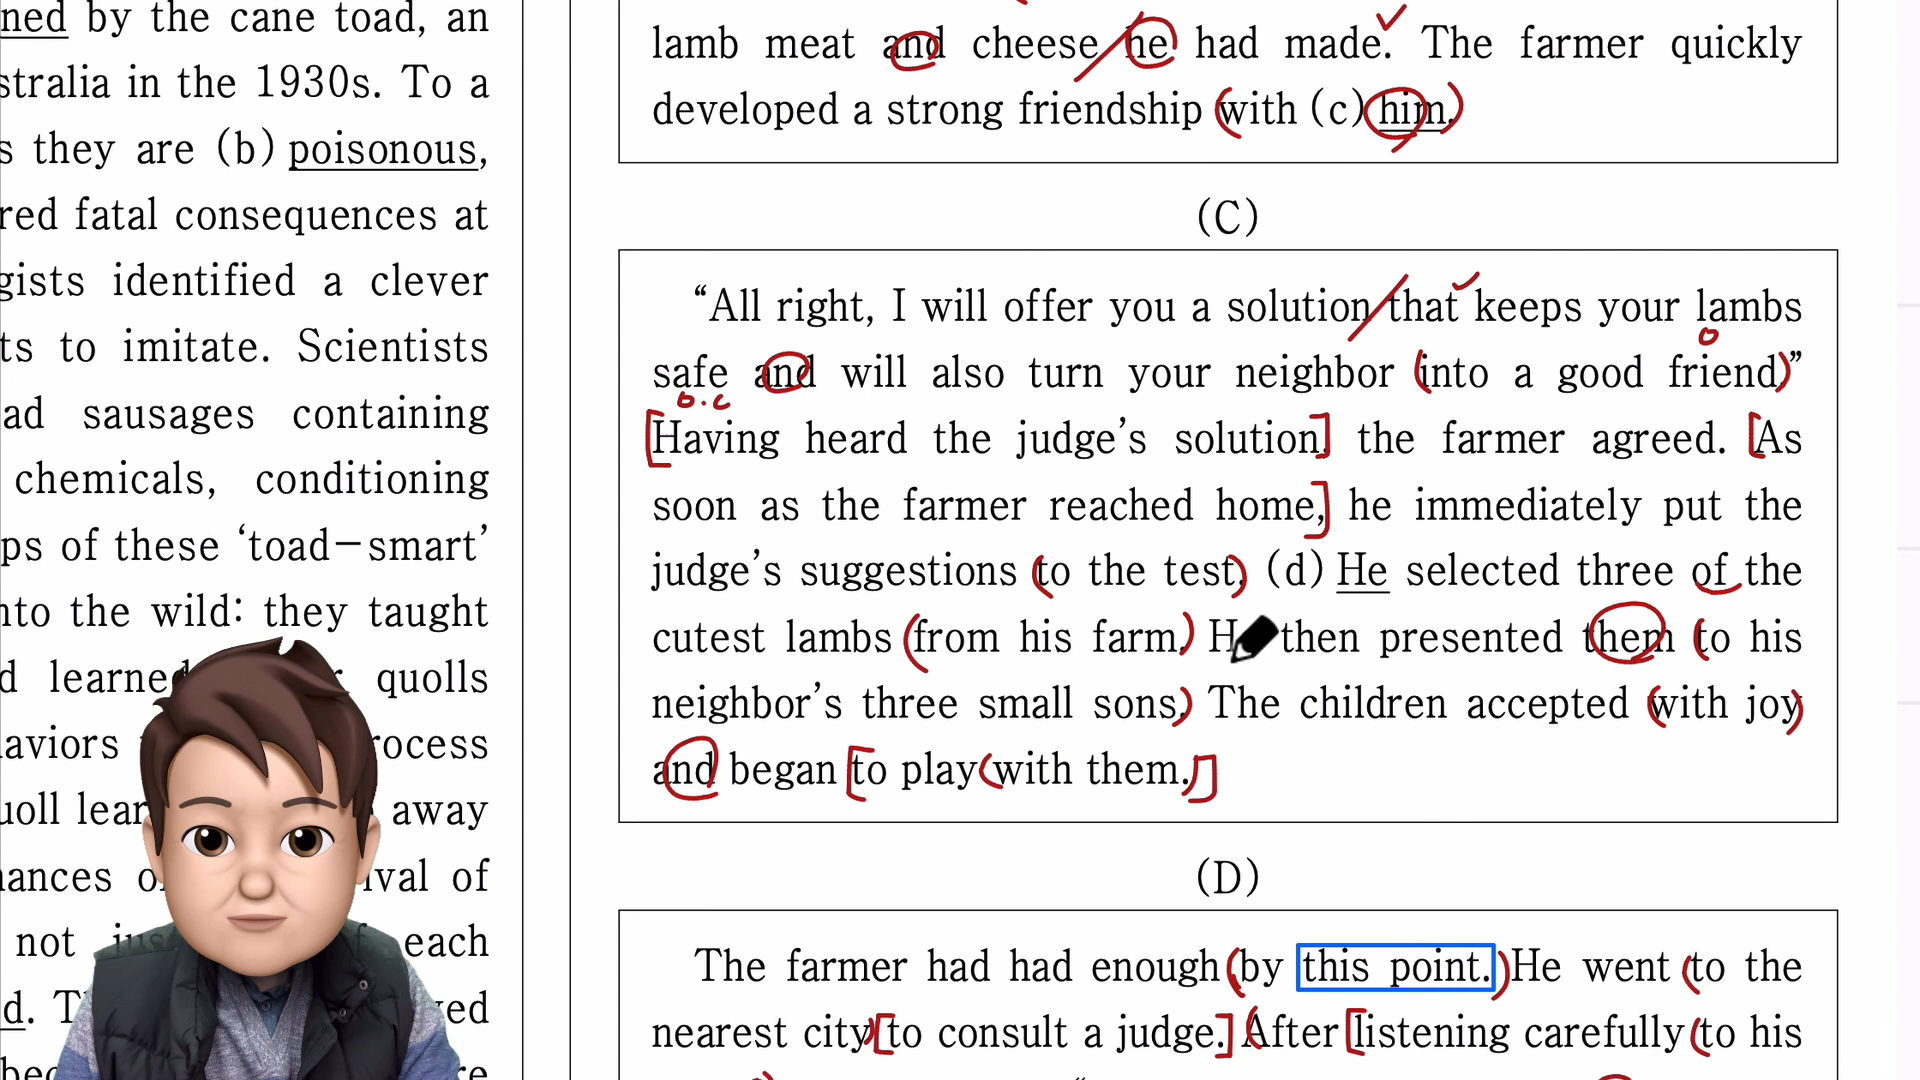 ned by the cane toad, an
stralia in the 1930s. To a
s they are (b) poisonous,
red fatal consequences at
gists identified a clever
ts to imitate. Scientists
ad sausages containing
chemicals, conditioning
ps of these ‘toad-smart’
nto the wild: they taught
d learned quolls
naviors rocess
uoll lear away
nances o ival of
not jus f each
d. T ved
bec re
lamb meat and cheese he had made. The farmer quickly
developed a strong friendship with (c) him.
(C)
“All right, I will offer you a solution that keeps your lambs
safe and will also turn your neighbor into a good friend.”
Having heard the judge’s solution, the farmer agreed. As
soon as the farmer reached home, he immediately put the
judge’s suggestions to the test. (d) He selected three of the
cutest lambs from his farm. H then presented them to his
neighbor’s three small sons. The children accepted with joy
and began to play with them.
o
o.c
(D)
The farmer had had enough by this point. He went to the
nearest city to consult a judge. After listening carefully to his